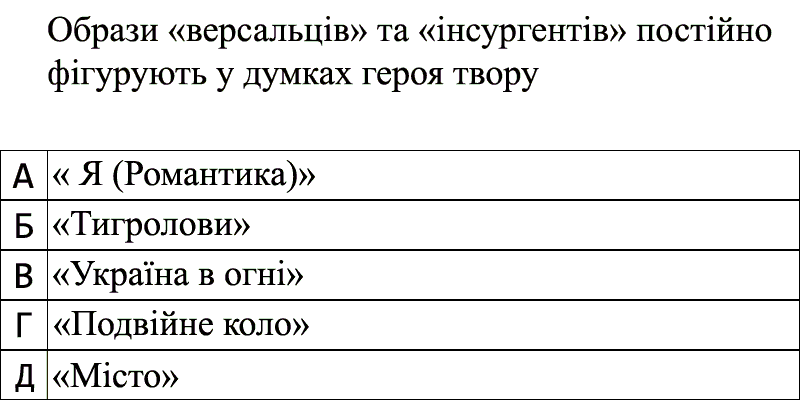 Образи «версальців» та «інсургентів» постійно
фігурують у думках героя твору
А « Я (Романтика)»
Б «Тигролови»
В «Україна в огні»
Г «Подвійне коло»
Д «Місто»